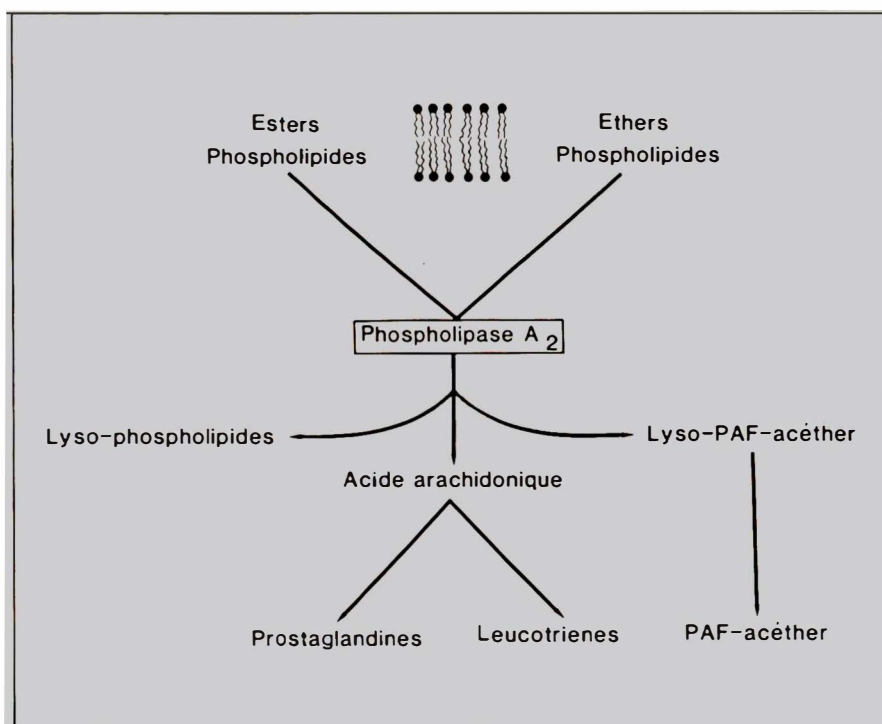 Esters
Phospholipides
Ethers
Phospholipides
Phospholipase A2
Lyso-phospholipides
Lyso-PAF-acéther
Acide arachidonique
Prostaglandines
Leucotrienes
PAF-acéther